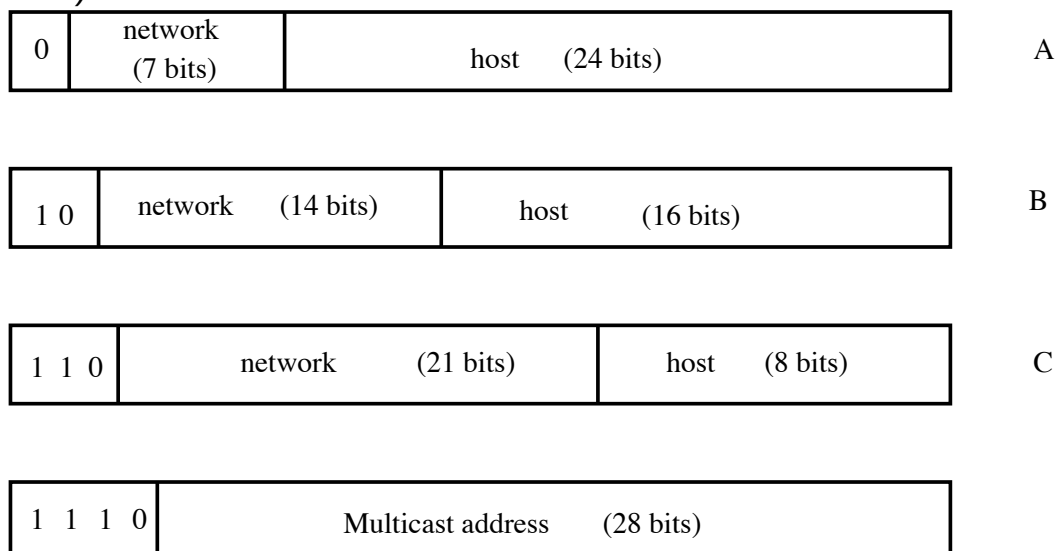 0 network (7 bits) host (24 bits) A
1 0 network (14 bits) host (16 bits) B
1 1 0 network (21 bits) host (8 bits) C
1 1 1 0 Multicast address (28 bits)